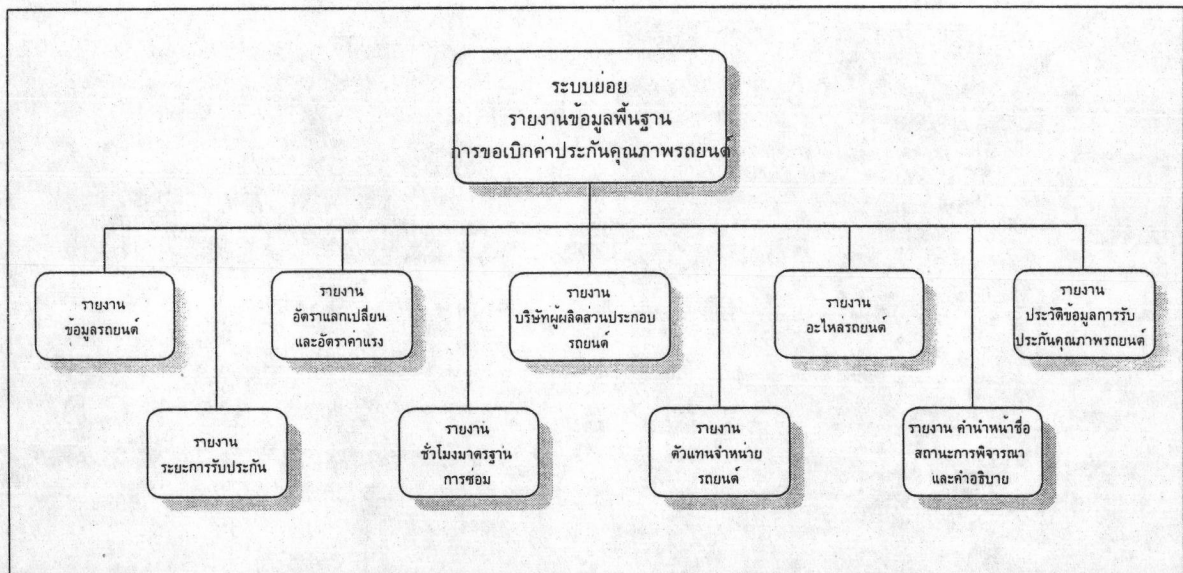 ระบบย่อย
รายงานข้อมูลพื้นฐาน
การขอเบิกค่าประกันคุณภาพรถยนต์
รายงาน
ข้อมูลรถยนต์
รายงาน
อัตราแลกเปลี่ยน
และอัตราค่าแรง
รายงาน
บริษัทผู้ผลิตส่วนประกอบ
รถยนต์
รายงาน
อะไหลรถยนต์
รายงาน
ประวัติข้อมูลการรับ
ประกันคุณภาพรถยนต์
รายงาน
ระยะการรับประกัน
รายงาน
ชั่วโมงมาตรฐาน
การซ่อม
รายงาน
ตัวแทนจำหน่าย
รถยนต์
รายงาน คำนำหน้าชื่อ
สถานะการพิจารณา
และคำอธิบาย